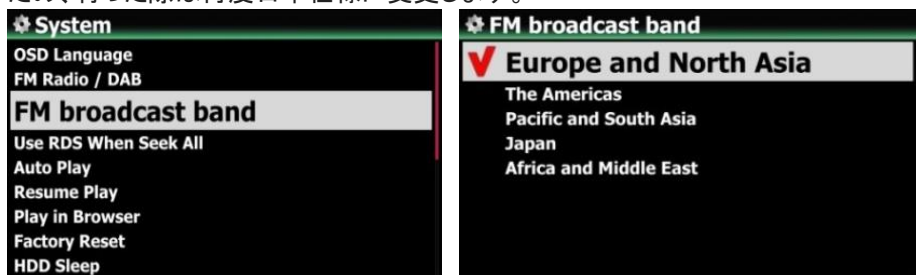 System
OSD Language
FM Radio / DAB
FM broadcast band
Use RDS When Seek All
Auto Play
Resume Play
Play in Browser
Factory Reset
HDD Sleep
FM broadcast band
Europe and North Asia
The Americas
Pacific and South Asia
Japan
Africa and Middle East